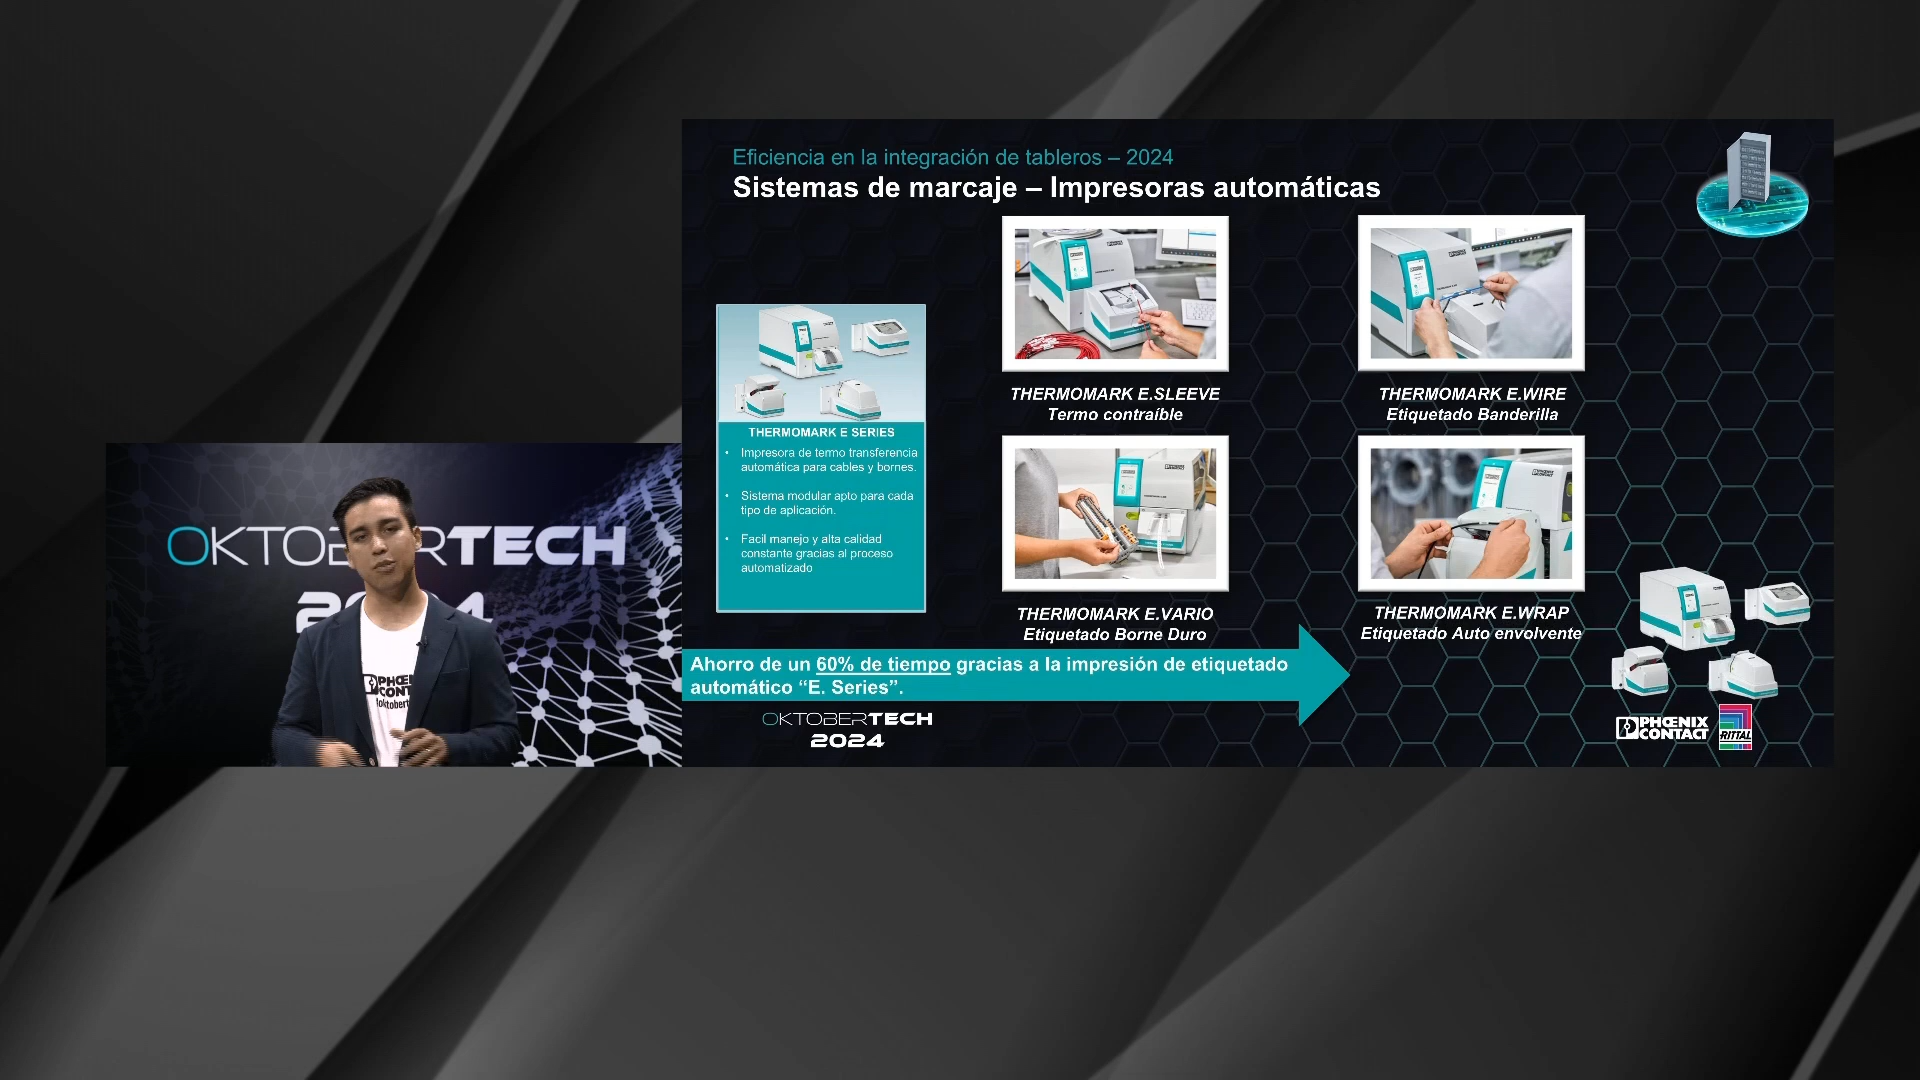 Eficiencia en la integración de tableros – 2024
Sistemas de marcaje – Impresoras automáticas
THERMOMARK E SERIES
• Impresora de termo transferencia
automática para cables y bornes.
• Sistema modular apto para cada
tipo de aplicación.
• Facil manejo y alta calidad
constante gracias al proceso
automatizado
THERMOMARK E.SLEEVE
Termo contraíble
THERMOMARK E.WIRE
Etiquetado Banderilla
THERMOMARK E.VARIO
Etiquetado Borne Duro
THERMOMARK E.WRAP
Etiquetado Auto envolvente
Ahorro de un 60% de tiempo gracias a la impresión de etiquetado
automático “E. Series”.
OKTOBERTECH
2024
PHŒNIX
CONTACT
RITTAL
OKTOBERTECH
2024